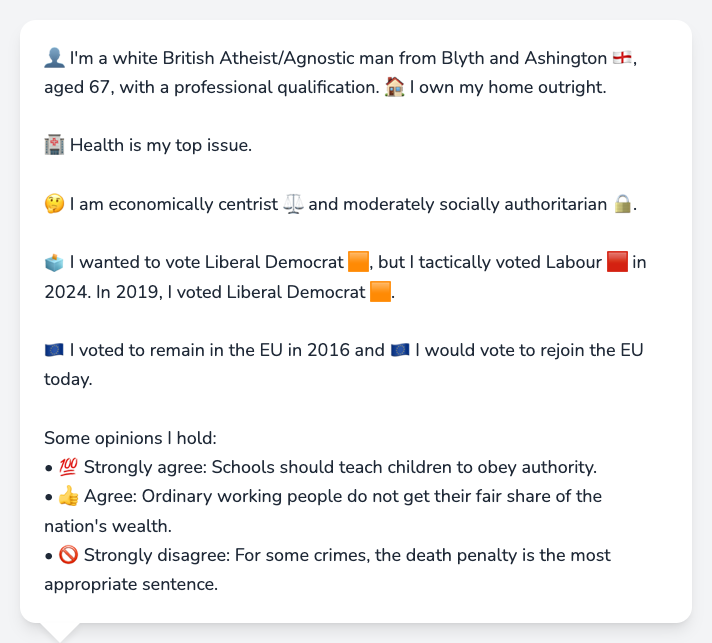 👤 I'm a white British Atheist/Agnostic man from Blyth and Ashington 🏴󠁧󠁢󠁥󠁮󠁧󠁿,
aged 67, with a professional qualification. 🏠 I own my home outright.
🏥 Health is my top issue.
🤔 I am economically centrist ⚖️ and moderately socially authoritarian 🔒.
🗳️ I wanted to vote Liberal Democrat 🟧, but I tactically voted Labour 🟥 in
2024. In 2019, I voted Liberal Democrat 🟧.
🇪🇺 I voted to remain in the EU in 2016 and 🇪🇺 I would vote to rejoin the EU
today.
Some opinions I hold:
• 💯 Strongly agree: Schools should teach children to obey authority.
• 👍 Agree: Ordinary working people do not get their fair share of the
nation's wealth.
• 🚫 Strongly disagree: For some crimes, the death penalty is the most
appropriate sentence.